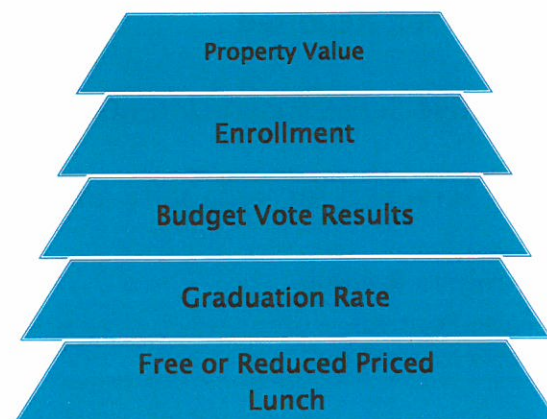 Property Value
Enrollment
Budget Vote Results
Graduation Rate
Free or Reduced Priced
Lunch